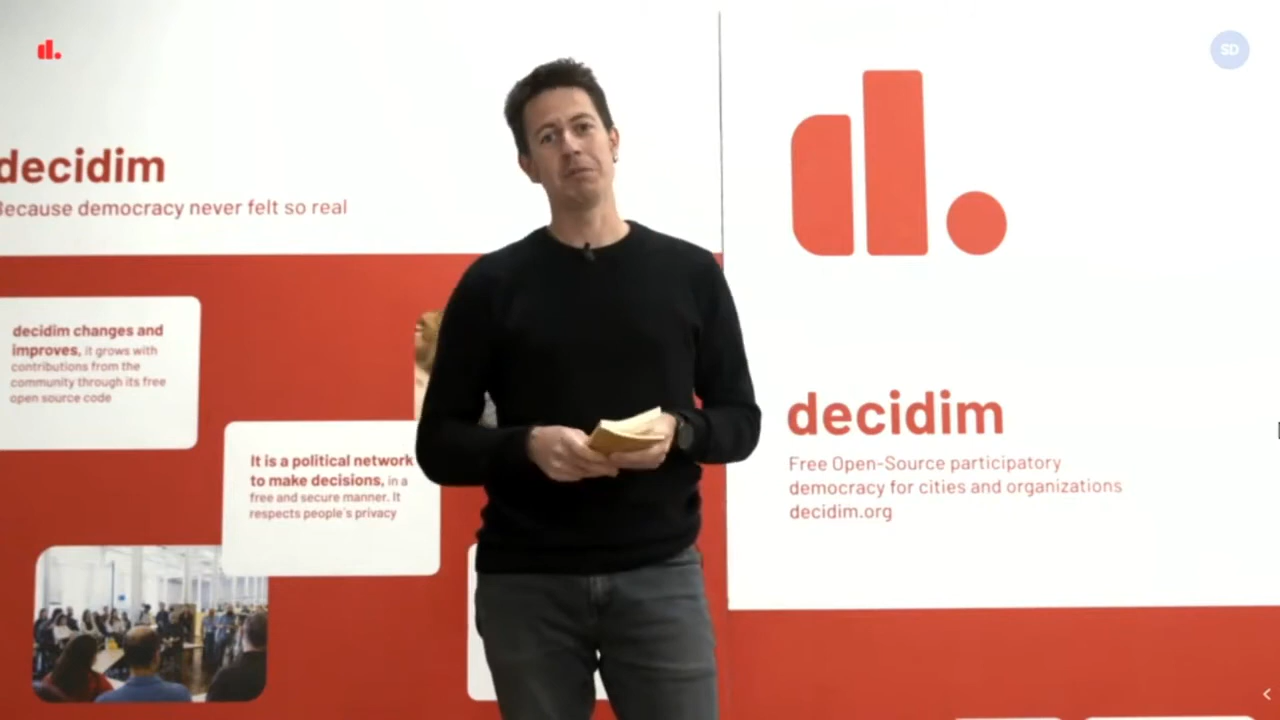 d.
SD
decidim
Because democracy never felt so real
decidim changes and
improves, it grows with
contributions from the
community through its free
open source code
It is a political network
to make decisions, in a
free and secure manner. It
respects people´s privacy
d.
decidim
Free Open-Source participatory
democracy for cities and organizations
decidim.org